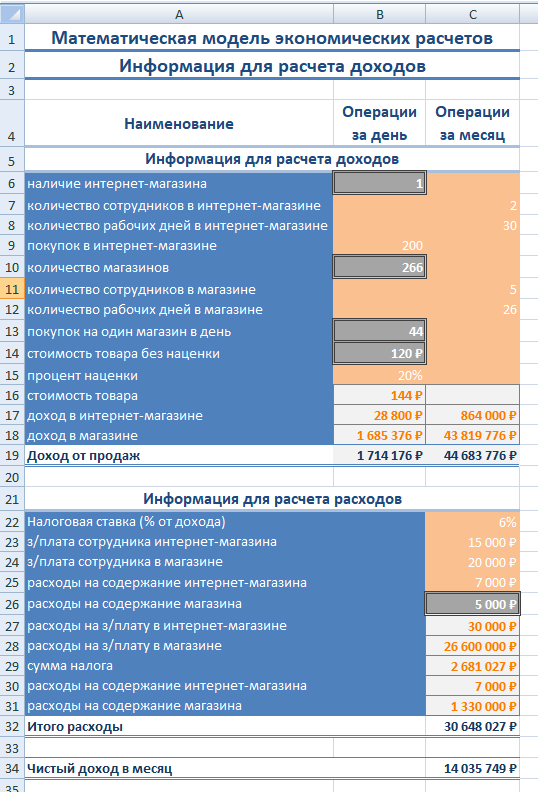 A B C
1 Математическая модель экономических расчетов
2 Информация для расчета доходов
3
4 Наименование Операции за день Операции за месяц
5 Информация для расчета доходов
6 наличие интернет-магазина 1
7 количество сотрудников в интернет-магазине 2
8 количество рабочих дней в интернет-магазине 30
9 покупок в интернет-магазине 200
10 количество магазинов 266
11 количество сотрудников в магазине 5
12 количество рабочих дней в магазине 26
13 покупок на один магазин в день 44
14 стоимость товара без наценки 120 ₽
15 процент наценки 20%
16 стоимость товара 144 ₽
17 доход в интернет-магазине 28 800 ₽ 864 000 ₽
18 доход в магазине 1 685 376 ₽ 43 819 776 ₽
19 Доход от продаж 1 714 176 ₽ 44 683 776 ₽
20
21 Информация для расчета расходов
22 Налоговая ставка (% от дохода) 6%
23 з/плата сотрудника интернет-магазина 15 000 ₽
24 з/плата сотрудника в магазине 20 000 ₽
25 расходы на содержание интернет-магазина 7 000 ₽
26 расходы на содержание магазина 5 000 ₽
27 расходы на з/плату в интернет-магазине 30 000 ₽
28 расходы на з/плату в магазине 26 600 000 ₽
29 сумма налога 2 681 027 ₽
30 расходы на содержание интернет-магазина 7 000 ₽
31 расходы на содержание магазина 1 330 000 ₽
32 Итого расходы 30 648 027 ₽
33
34 Чистый доход в месяц 14 035 749 ₽
35